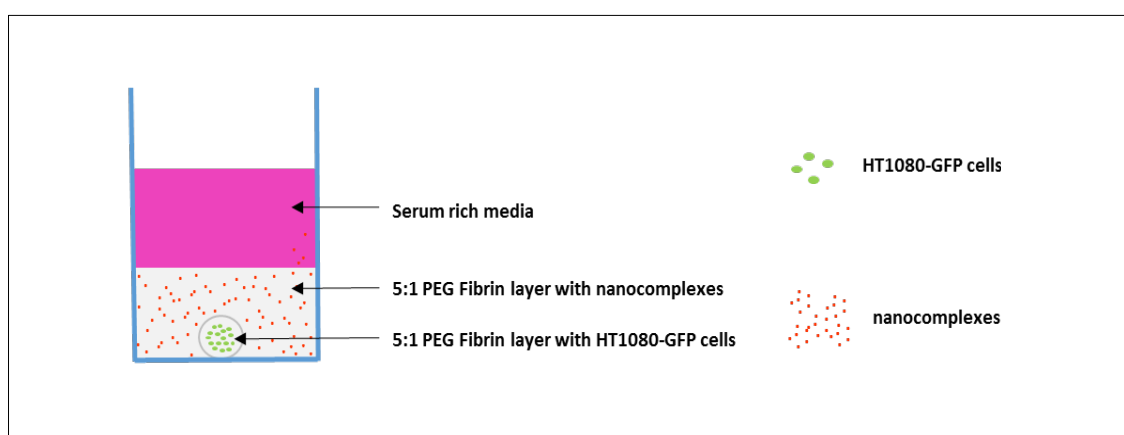 HT1080-GFP cells
Serum rich media
5:1 PEG Fibrin layer with nanocomplexes
nanocomplexes
5:1 PEG Fibrin layer with HT1080-GFP cells